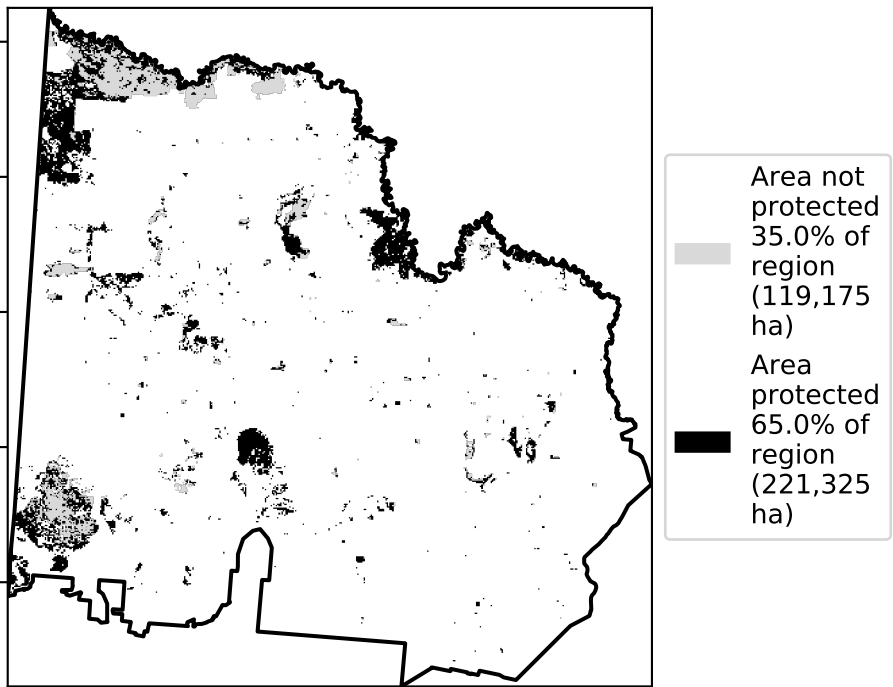 Area not
protected
35.0% of
region
(119,175
ha)
Area
protected
65.0% of
region
(221,325
ha)